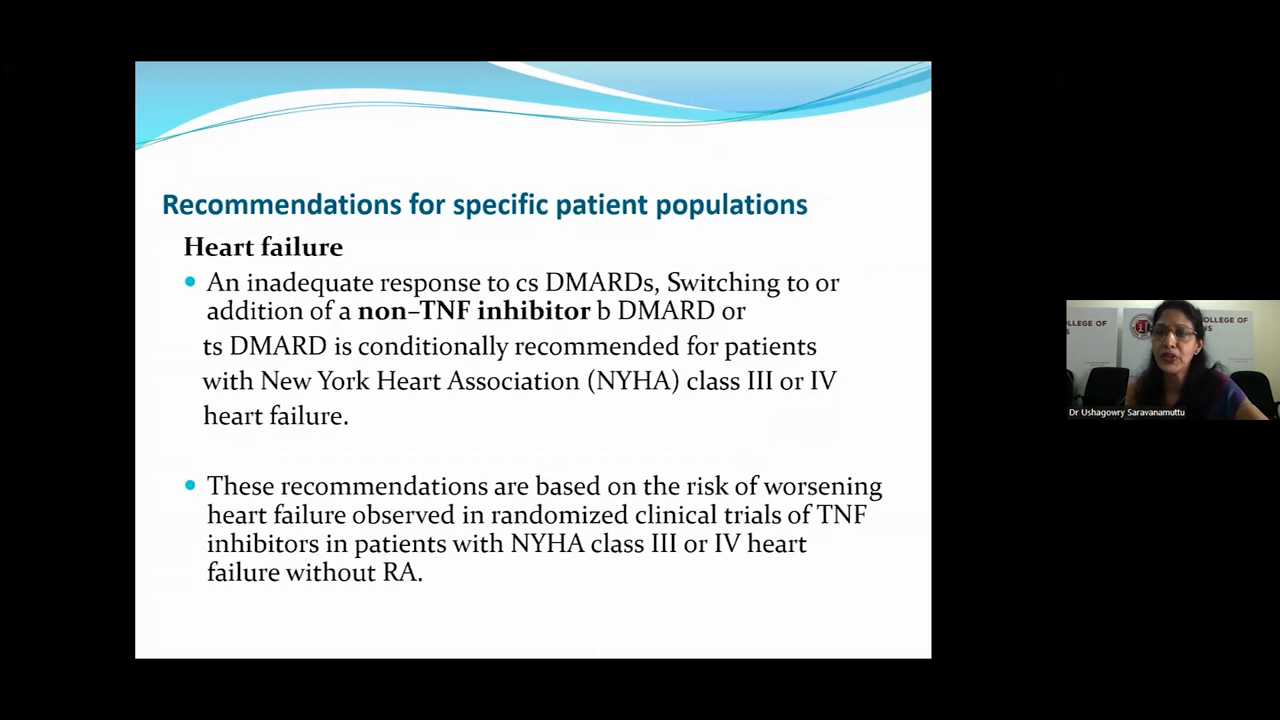 Recommendations for specific patient populations
Heart failure
An inadequate response to cs DMARDs, Switching to or
addition of a non–TNF inhibitor b DMARD or
ts DMARD is conditionally recommended for patients
with New York Heart Association (NYHA) class III or IV
heart failure.
These recommendations are based on the risk of worsening
heart failure observed in randomized clinical trials of TNF
inhibitors in patients with NYHA class III or IV heart
failure without RA.
COLLEGE OF
Dr Ushagowry Saravanamuttu